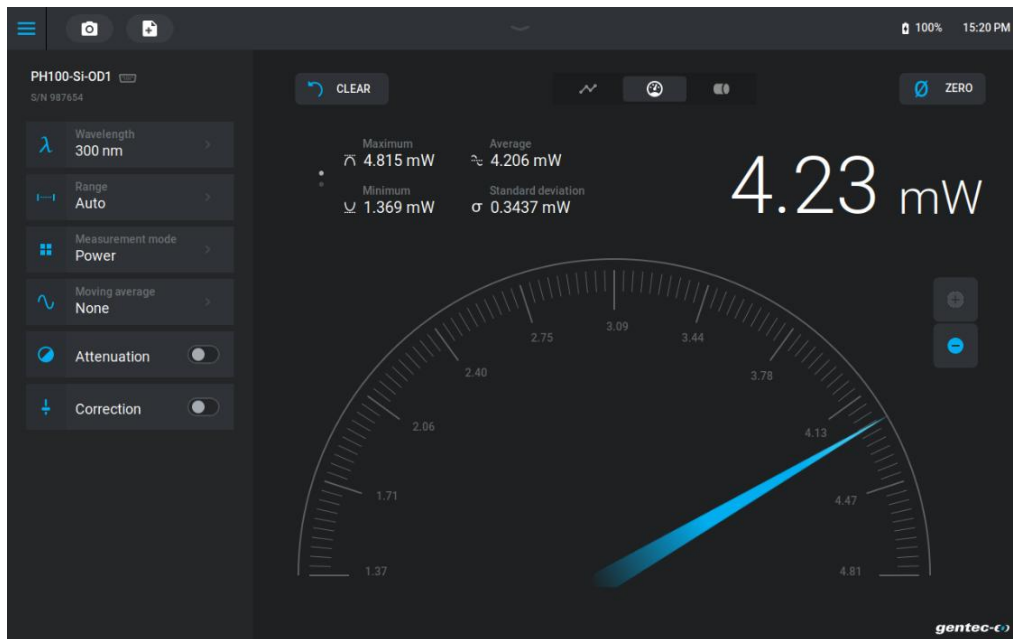 100% 15:20 PM
PH100-Si-OD1
S/N 987654
Wavelength
300 nm
Range
Auto
Measurement mode
Power
Moving average
None
Attenuation
Correction
CLEAR
ZERO
Maximum
4.815 mW
Average
4.206 mW
Minimum
1.369 mW
Standard deviation
σ 0.3437 mW
4.23 mW
1.37
1.71
2.06
2.40
2.75
3.09
3.44
3.78
4.13
4.47
4.81
gentec-eo